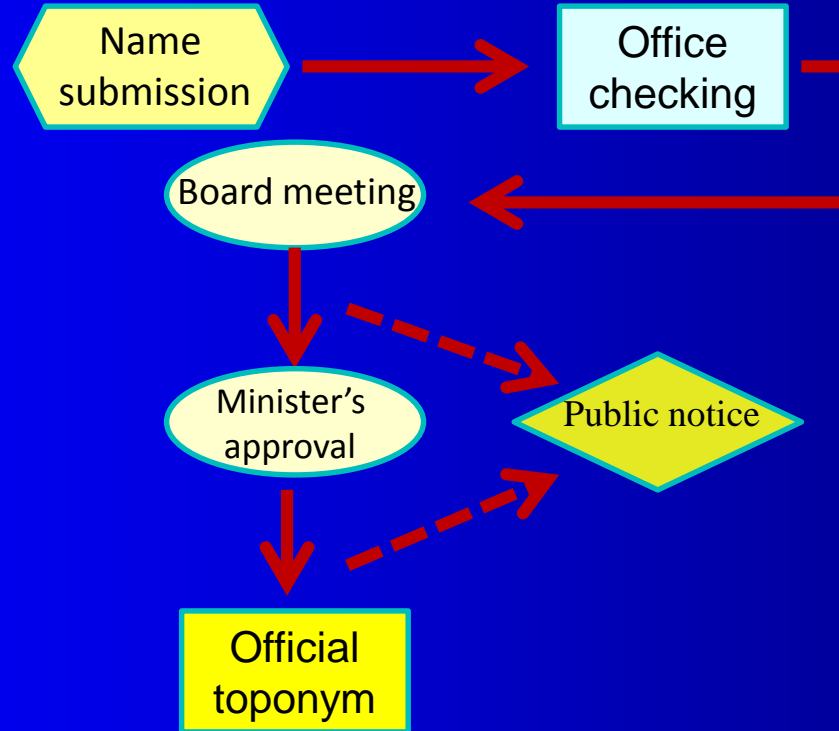 Name
submission
Office
checking
Board meeting
Minister’s
approval
Public notice
Official
toponym